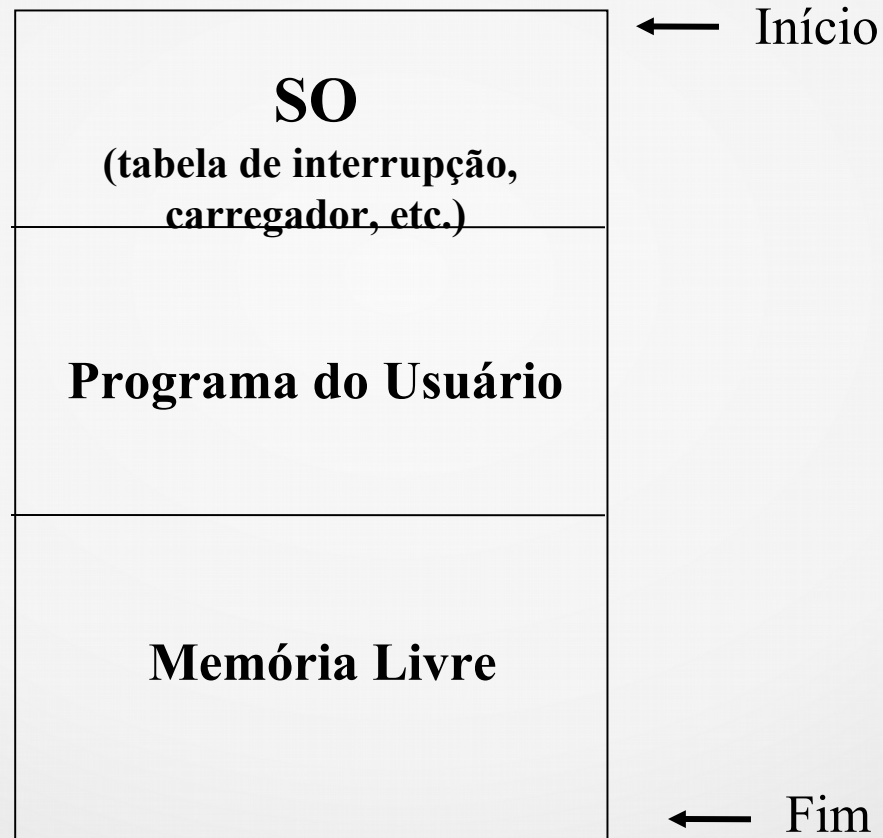 Início
SO
(tabela de interrupção,
carregador, etc.)
Programa do Usuário
Memória Livre
Fim